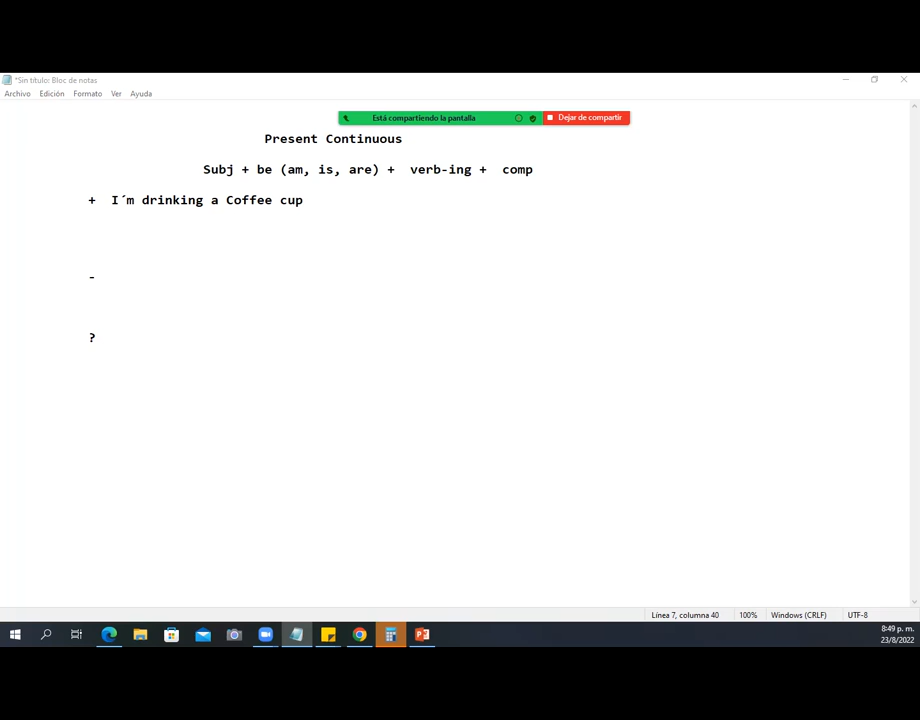 *Sin título: Bloc de notas
Archivo Edición Formato Ver Ayuda
Está compartiendo la pantalla Dejar de compartir
Present Continuous
Subj + be (am, is, are) + verb-ing + comp
+ I´m drinking a Coffee cup
-
?
Línea 7, columna 40 100% Windows (CRLF) UTF-8
8:49 p. m.
23/8/2022